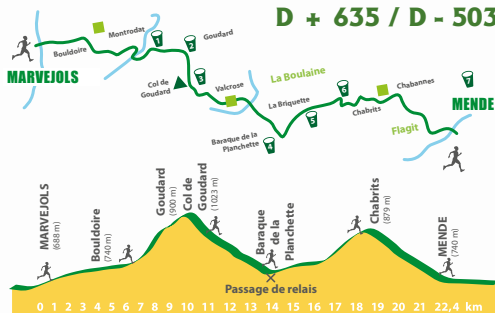 D + 635 / D - 503
Montrodat
1
2
Goudard
Bouldoire
MARVEJOLS
Col de
Goudard
3
Valcrose
La Boulaine
La Briquette
6
Chabannes
7
MENDE
Chabrits
5
Baraque de la
Planchette
4
Flagit
MARVEJOLS
(688 m)
Bouldoire
(740 m)
Goudard
(900 m)
Col de
Goudard
(1023 m)
Baraque
de la
Planchette
Chabrits
(879 m)
MENDE
(740 m)
Passage de relais
0 1 2 3 4 5 6 7 8 9 10 11 12 13 14 15 16 17 18 19 20 21 22,4 km